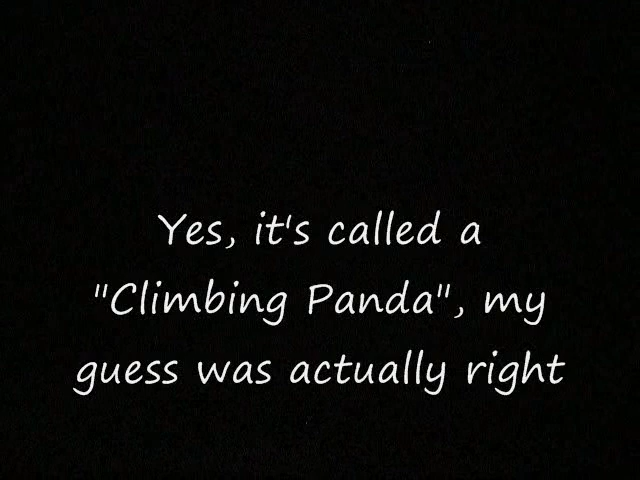 Yes, it's called a
"Climbing Panda", my
guess was actually right